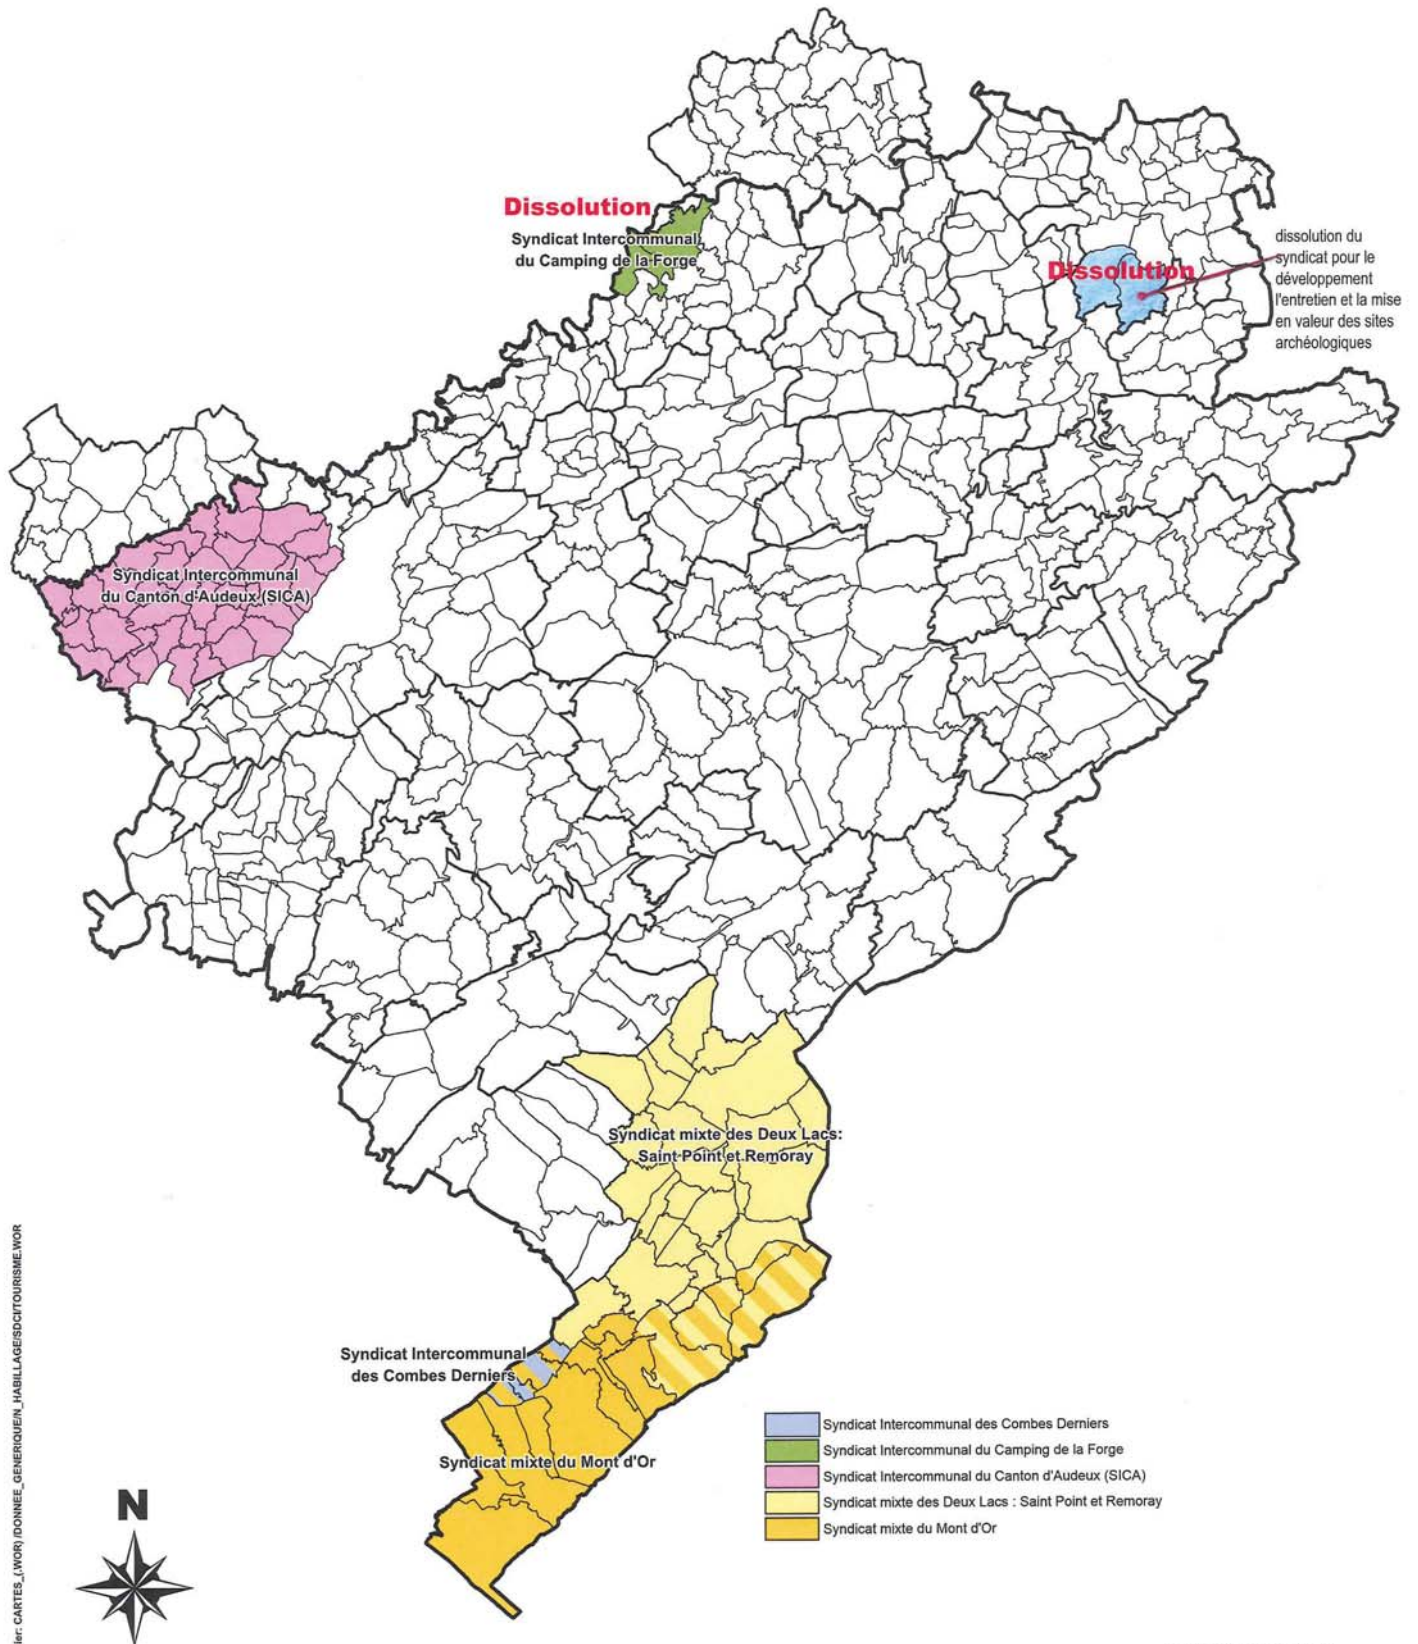 Dissolution
Syndicat Intercommunal
du Camping de la Forge
Dissolution
dissolution du
syndicat pour le
développement
l'entretien et la mise
en valeur des sites
archéologiques
Syndicat Intercommunal
du Canton d'Audeux (SICA)
Syndicat mixte des Deux Lacs:
Saint Point et Remoray
Syndicat Intercommunal
des Combes Derniers
Syndicat mixte du Mont d'Or
Syndicat Intercommunal des Combes Derniers
Syndicat Intercommunal du Camping de la Forge
Syndicat Intercommunal du Canton d'Audeux (SICA)
Syndicat mixte des Deux Lacs : Saint Point et Remoray
Syndicat mixte du Mont d'Or
N
CARTES_(.WOR) /DONNEE_GENERIQUE/N_HABILLAGE/SDCI/TOURISME.WOR